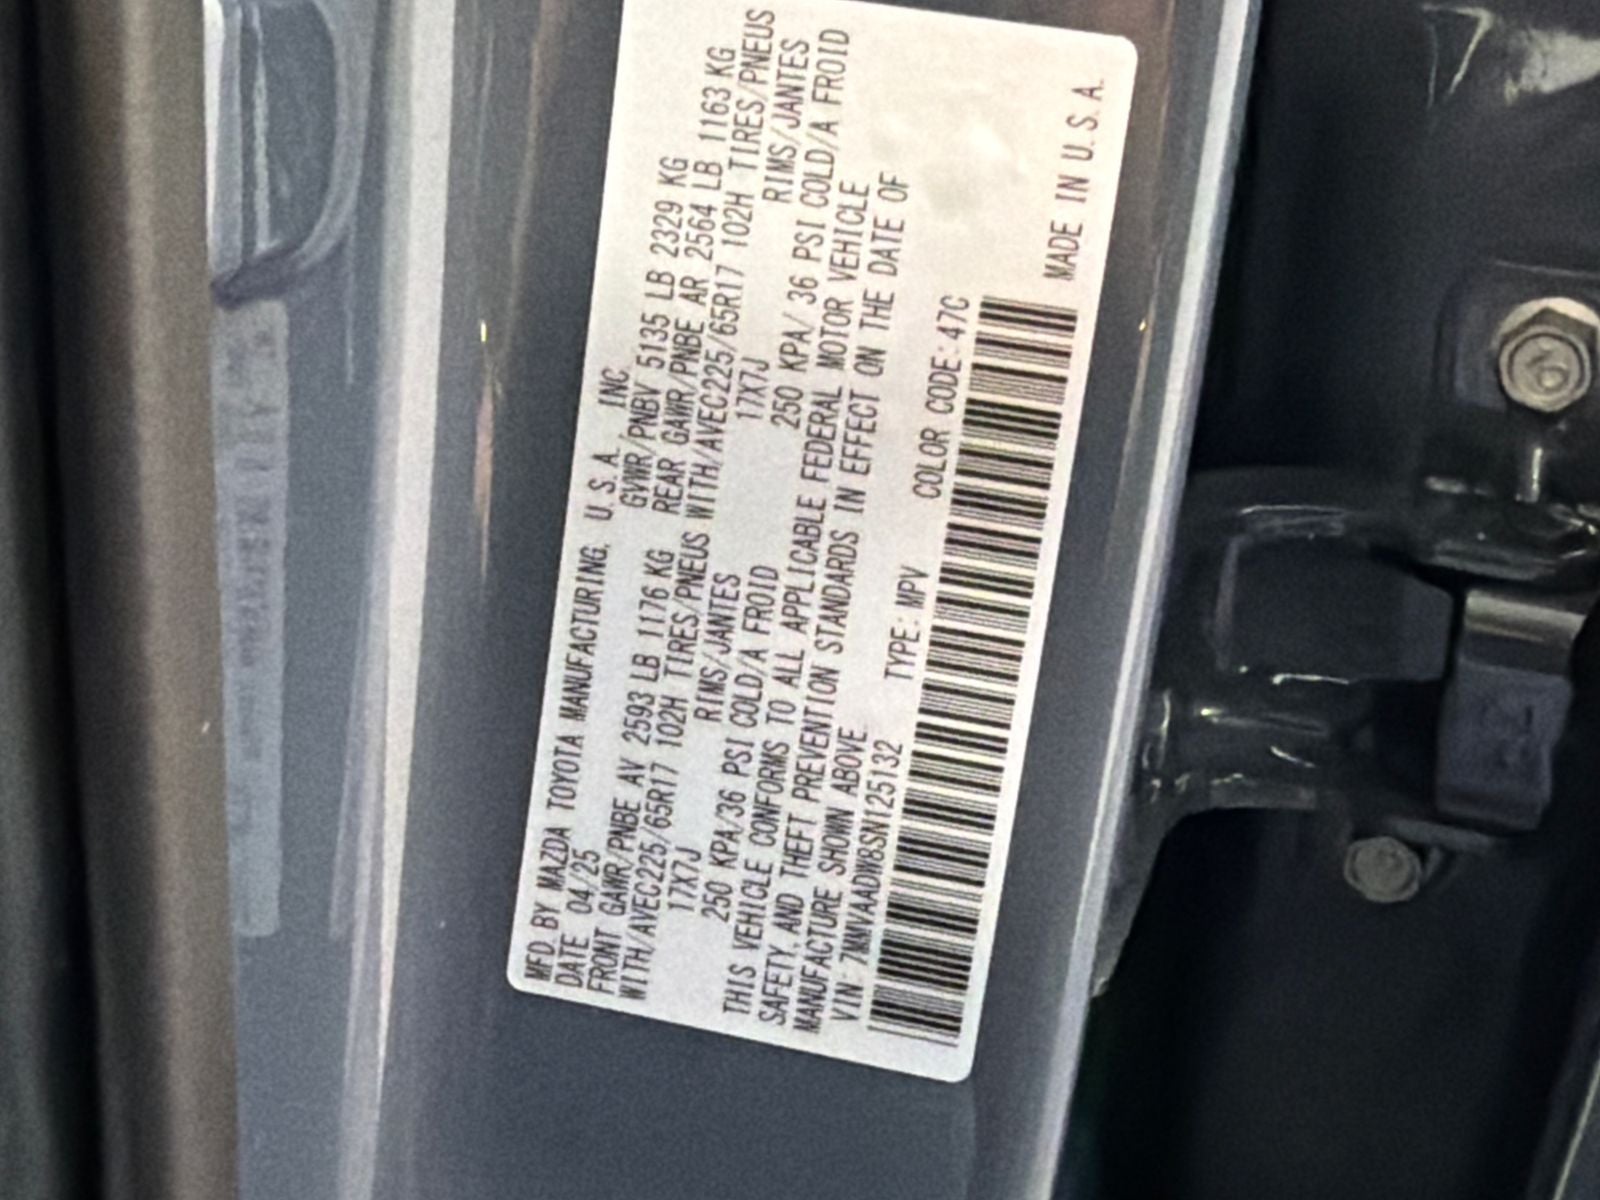 MFD BY MAZDA TOYOTA MANUFACTURING, U.S.A. INC
DATE 04/25 GVWR/PNBV 5135 LB 2329 KG
FRONT GAWR/PNBE AV 2593 LB 1176 KG REAR GAWR/PNBE AR 2564 LB 1163 KG
WITH/AVEC225/65R17 102H TIRES/PNEUS WITH/AVEC225/65R17 102H TIRES/PNEUS
17X7J RIMS/JANTES 17X7J RIMS/JANTES
250 KPA/36 PSI COLD/A FROID 250 KPA/ 36 PSI COLD/A FROID
THIS VEHICLE CONFORMS TO ALL APPLICABLE FEDERAL MOTOR VEHICLE
SAFETY, AND THEFT PREVENTION STANDARDS IN EFFECT ON THE DATE OF
MANUFACTURE SHOWN ABOVE.
VIN: 7MMVAADW8SN125132 TYPE: MPV COLOR CODE: 47C
MADE IN U.S.A.